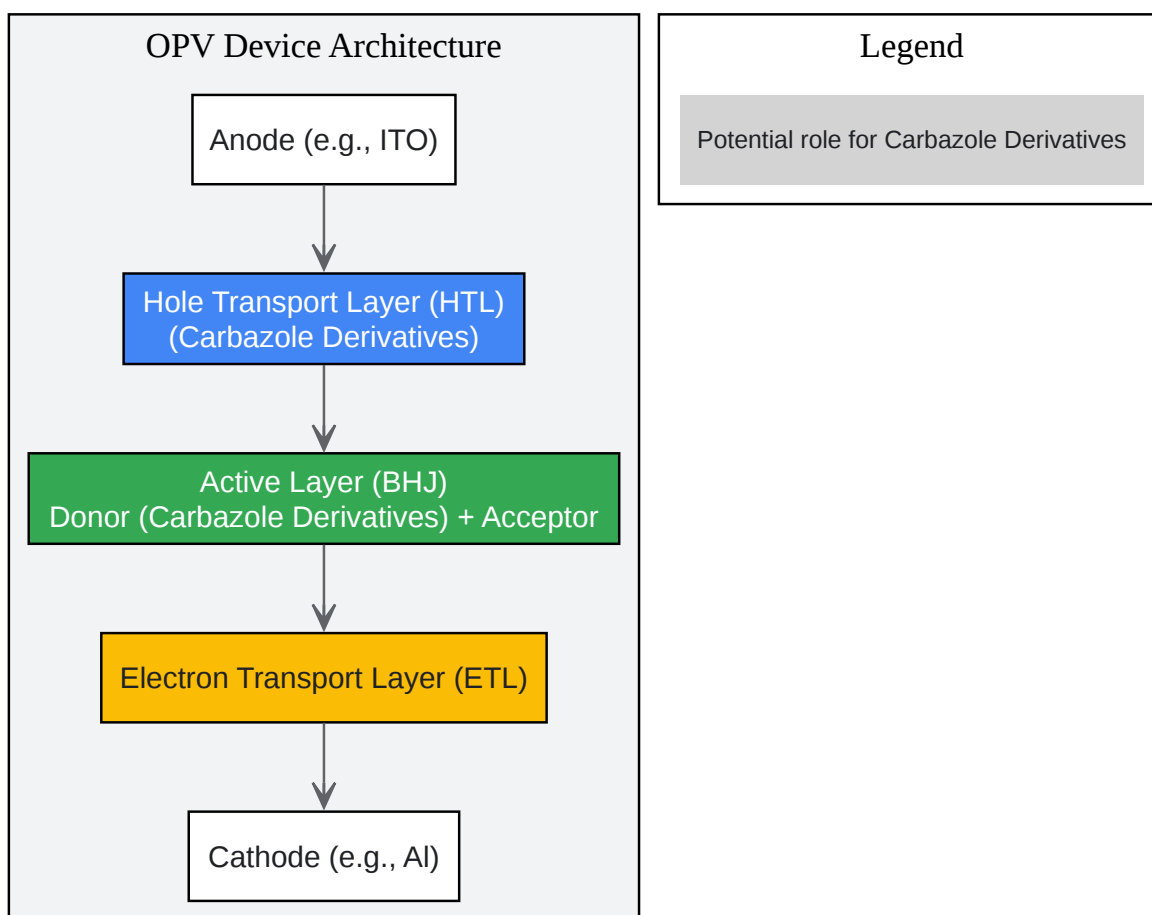 OPV Device Architecture
Anode (e.g., ITO)
Hole Transport Layer (HTL)
(Carbazole Derivatives)
Active Layer (BHJ)
Donor (Carbazole Derivatives) + Acceptor
Electron Transport Layer (ETL)
Cathode (e.g., Al)
Legend
Potential role for Carbazole Derivatives